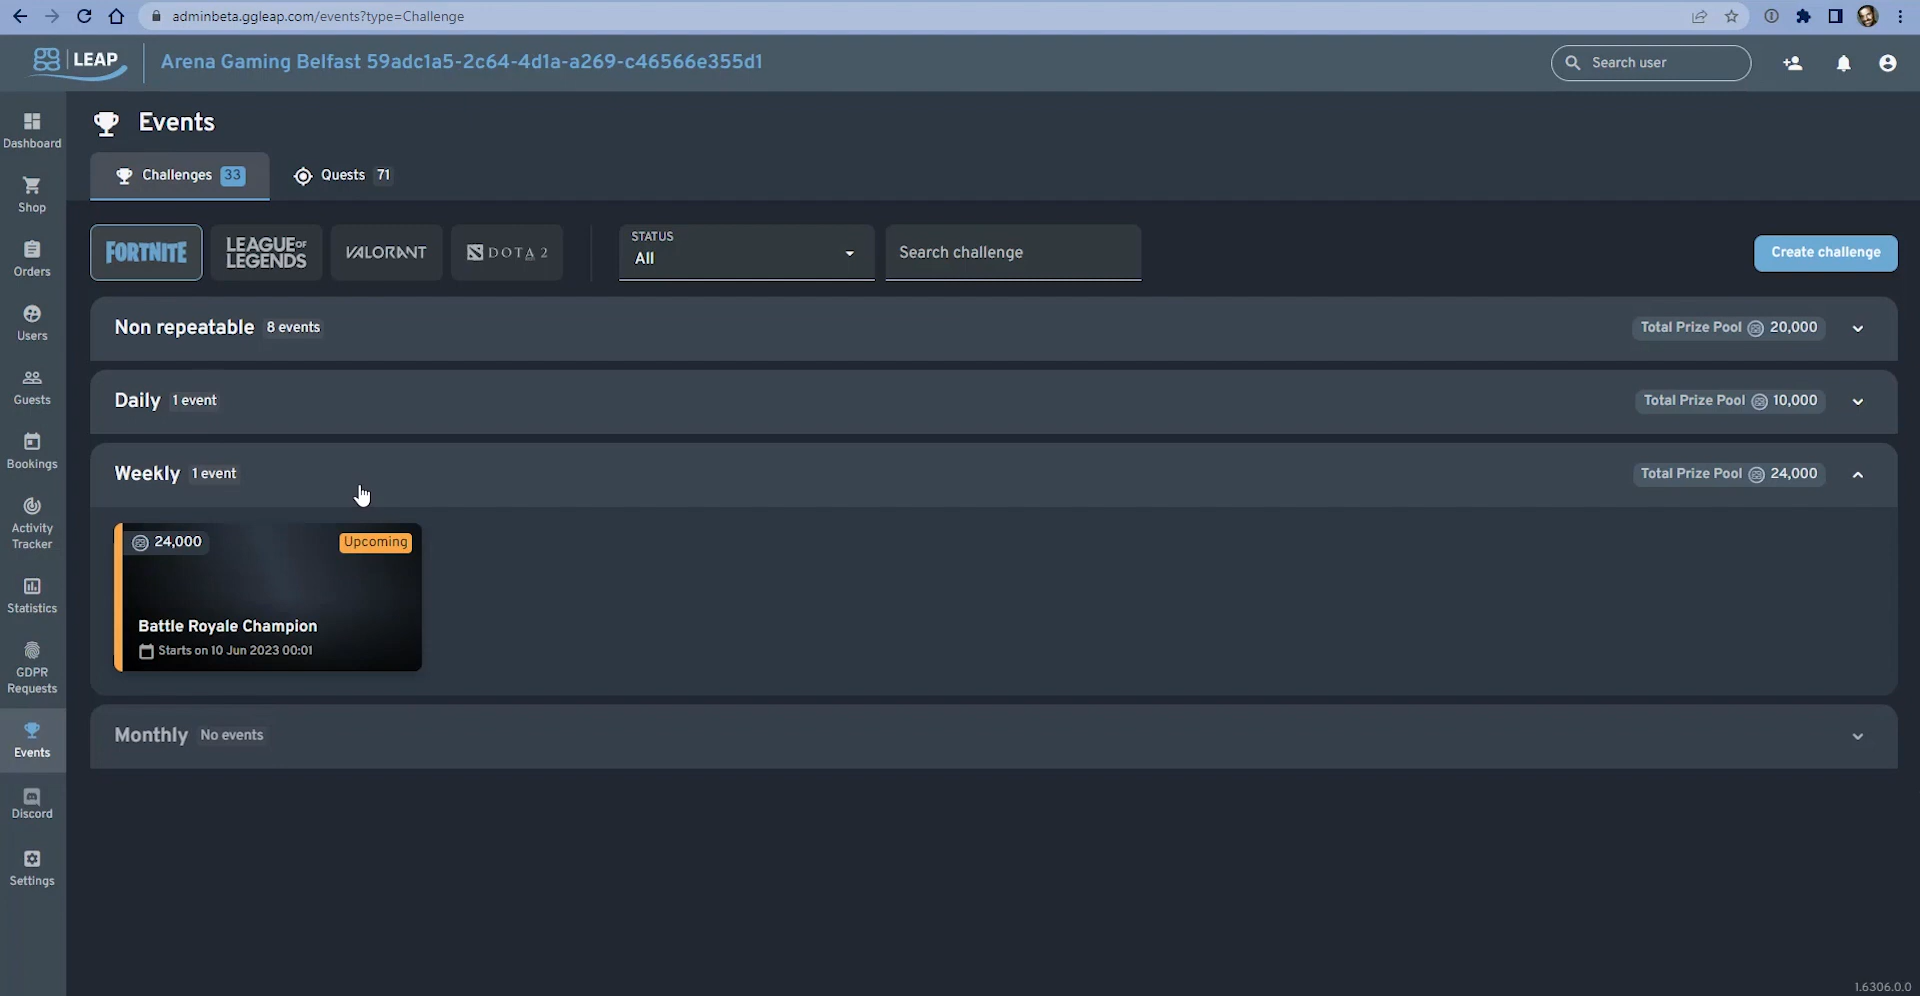 adminbeta.ggleap.com/events?type=Challenge
LEAP
Arena Gaming Belfast 59adc1a5-2c64-4d1a-a269-c46566e355d1
Search user
Dashboard
Shop
Orders
Users
Guests
Bookings
Activity
Tracker
Statistics
GDPR
Requests
Events
Discord
Settings
Events
Challenges 33
Quests 71
FORTNITE
LEAGUE OF
LEGENDS
VALORANT
DOTA 2
STATUS
All
Search challenge
Create challenge
Non repeatable 8 events
Total Prize Pool 20,000
Daily 1 event
Total Prize Pool 10,000
Weekly 1 event
Total Prize Pool 24,000
24,000
Upcoming
Battle Royale Champion
Starts on 10 Jun 2023 00:01
Monthly No events
1.6306.0.0